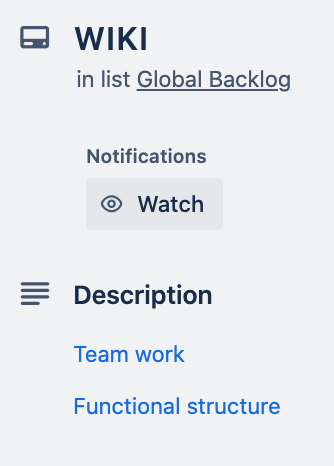 WIKI
in list Global Backlog
Notifications
Watch
Description
Team work
Functional structure